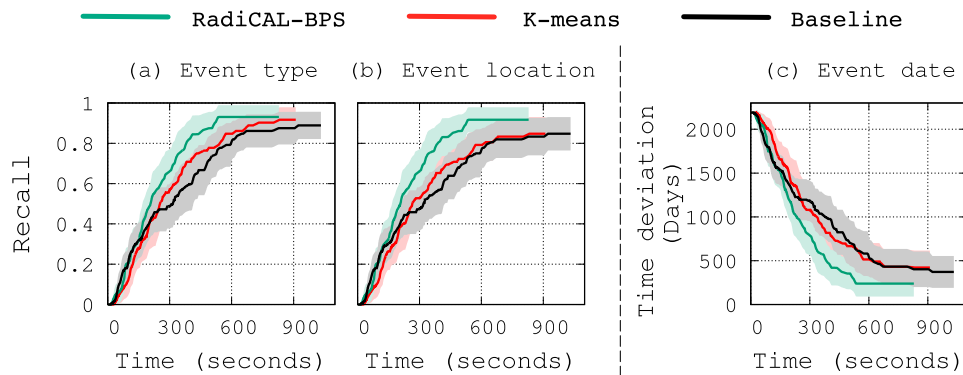 RadiCAL-BPS K-means Baseline
(a) Event type (b) Event location (c) Event date
1
0.8
0.6
0.4
0.2
0
Recall
0 300 600 900
Time (seconds)
0 300 600 900
Time (seconds)
Time deviation
(Days)
2000
1500
1000
500
0
0 300 600 900
Time (seconds)